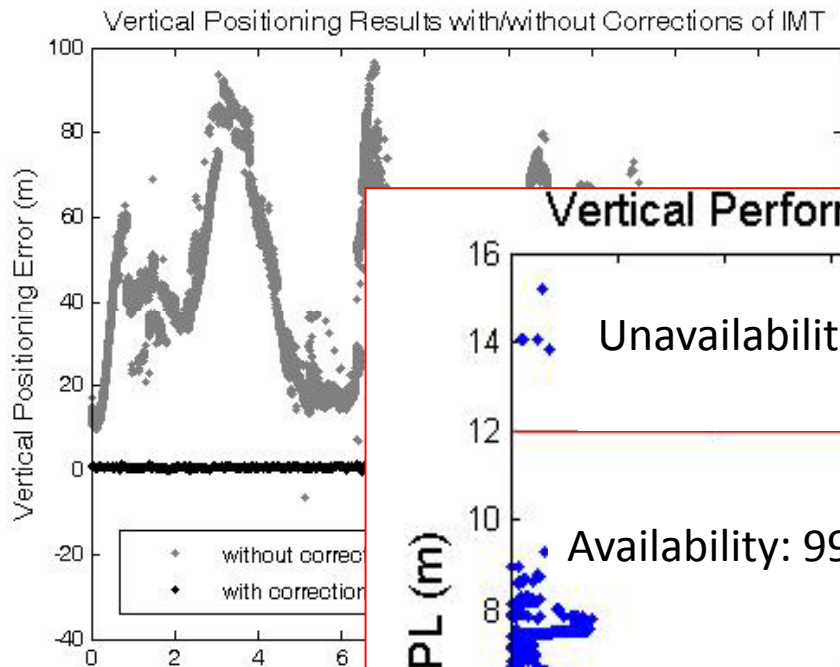 Vertical Positioning Results with/without Corrections of IMT
Vertical Positioning Error (m)
100
80
60
40
20
0
-20
-40
0
2
4
6
without correct
with correction
Vertical Perfor
16
14
12
10
8
PL (m)
Unavailabilit
Availability: 99